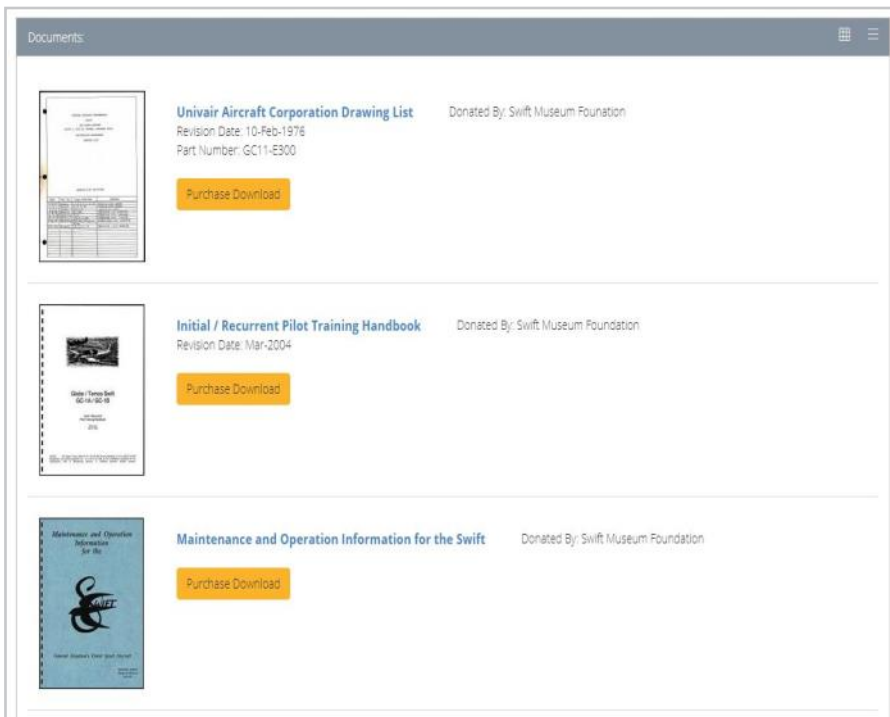 Documents:
Univair Aircraft Corporation Drawing List
Donated By: Swift Museum Founation
Revision Date: 10-Feb-1976
Part Number: GC11-E300
Purchase Download
Initial / Recurrent Pilot Training Handbook
Donated By: Swift Museum Foundation
Revision Date: Mar-2004
Purchase Download
Globe / Temco Swift
GC-1A / GC-1B
Maintenance and Operation Information for the Swift
Donated By: Swift Museum Foundation
Purchase Download
Maintenance and Operation
Information
for the
SWIFT